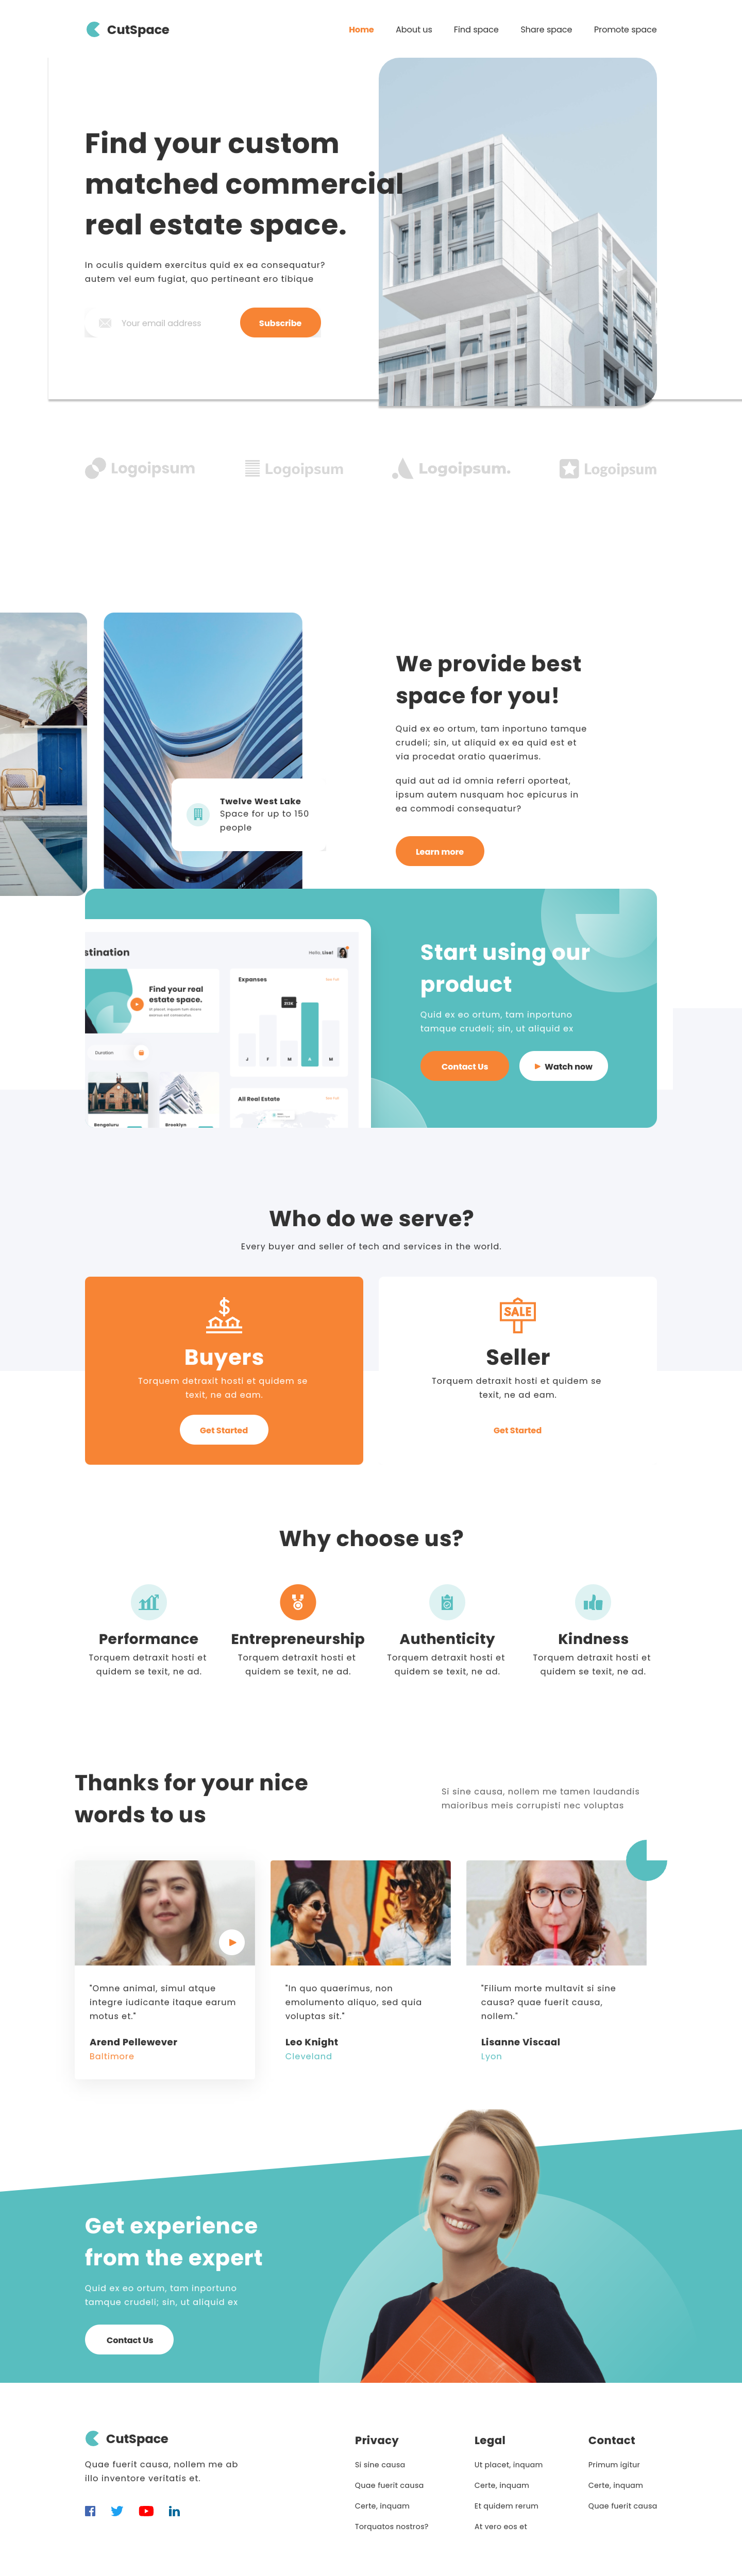 CutSpace
Home
About us
Find space
Share space
Promote space
Find your custom
matched commercial
real estate space.
In oculis quidem exercitus quid ex ea consequatur?
autem vel eum fugiat, quo pertineant ero tibique
Your email address
Subscribe
Logoipsum
Logoipsum
Logoipsum.
Logoipsum
We provide best
space for you!
Quid ex eo ortum, tam inportuno tamque
crudeli; sin, ut aliquid ex ea quid est et
via procedat oratio quaerimus.
quid aut ad id omnia referri oporteat,
ipsum autem nusquam hoc epicurus in
ea commodi consequatur?
Learn more
Twelve West Lake
Space for up to 150
people
stination
Hello, Lise!
Find your real
estate space.
Duration
Bengaluru
Brooklyn
Expanses
J
F
M
A
M
All Real Estate
Start using our
product
Quid ex eo ortum, tam inportuno
tamque crudeli; sin, ut aliquid ex
Contact Us
Watch now
Who do we serve?
Every buyer and seller of tech and services in the world.
Buyers
Torquem detraxit hosti et quidem se
texit, ne ad eam.
Get Started
SALE
Seller
Torquem detraxit hosti et quidem se
texit, ne ad eam.
Get Started
Why choose us?
Performance
Torquem detraxit hosti et
quidem se texit, ne ad.
Entrepreneurship
Torquem detraxit hosti et
quidem se texit, ne ad.
Authenticity
Torquem detraxit hosti et
quidem se texit, ne ad.
Kindness
Torquem detraxit hosti et
quidem se texit, ne ad.
Thanks for your nice
words to us
Si sine causa, nollem me tamen laudandis
maioribus meis corrupisti nec voluptas
"Omne animal, simul atque
integre iudicante itaque earum
motus et."
Arend Pellewever
Baltimore
"In quo quaerimus, non
emolumento aliquo, sed quia
voluptas sit."
Leo Knight
Cleveland
"Filium morte multavit si sine
causa? quae fuerit causa,
nollem."
Lisanne Viscaal
Lyon
Get experience
from the expert
Quid ex eo ortum, tam inportuno
tamque crudeli; sin, ut aliquid ex
Contact Us
CutSpace
Quae fuerit causa, nollem me ab
illo inventore veritatis et.
Privacy
Si sine causa
Quae fuerit causa
Certe, inquam
Torquatos nostros?
Legal
Ut placet, inquam
Certe, inquam
Et quidem rerum
At vero eos et
Contact
Primum igitur
Certe, inquam
Quae fuerit causa